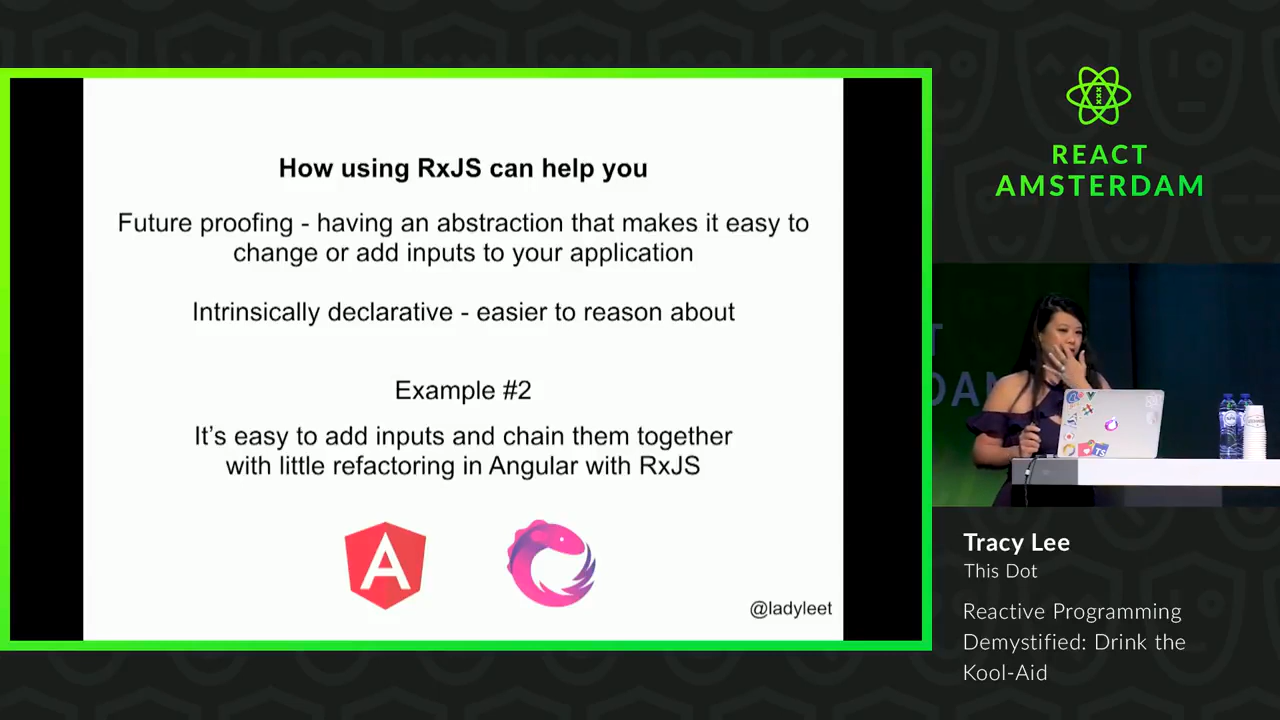 How using RxJS can help you
Future proofing - having an abstraction that makes it easy to
change or add inputs to your application
Intrinsically declarative - easier to reason about
Example #2
It's easy to add inputs and chain them together
with little refactoring in Angular with RxJS
A
@ladyleet
REACT
AMSTERDAM
TS
Tracy Lee
This Dot
Reactive Programming
Demystified: Drink the
Kool-Aid